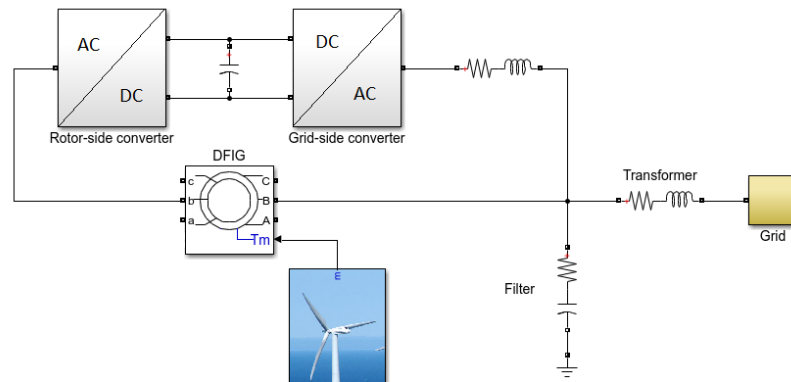 AC
DC
DC
AC
Rotor-side converter
Grid-side converter
DFIG
Transformer
c
C
b
B
a
A
Tm
Grid
m
Filter